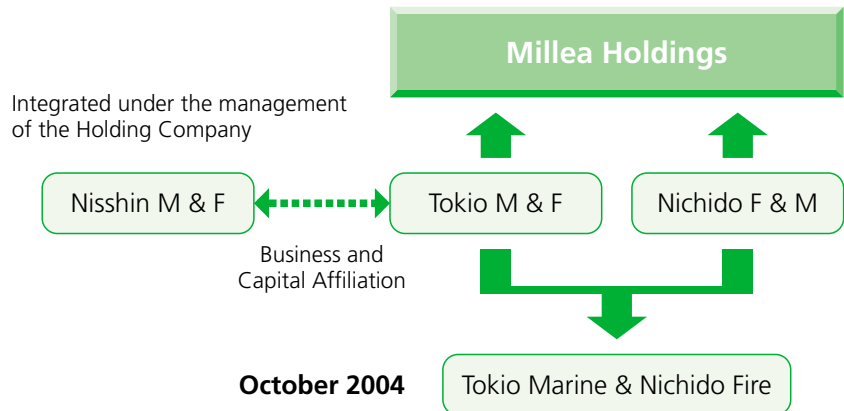 Millea Holdings
Integrated under the management
of the Holding Company
Nisshin M & F
Tokio M & F
Nichido F & M
Business and
Capital Affiliation
October 2004
Tokio Marine & Nichido Fire